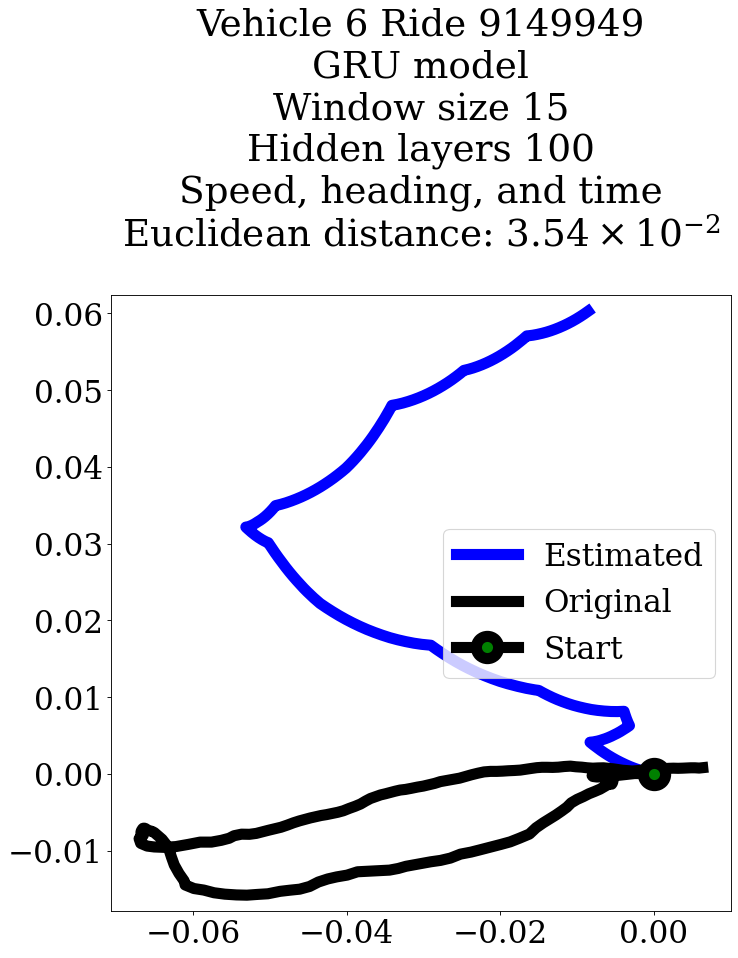 Vehicle 6 Ride 9149949
GRU model
Window size 15
Hidden layers 100
Speed, heading, and time
Euclidean distance: 3.54 × 10⁻²
0.06
0.05
0.04
0.03
0.02
0.01
0.00
−0.01
Estimated
Original
Start
−0.06 −0.04 −0.02 0.00